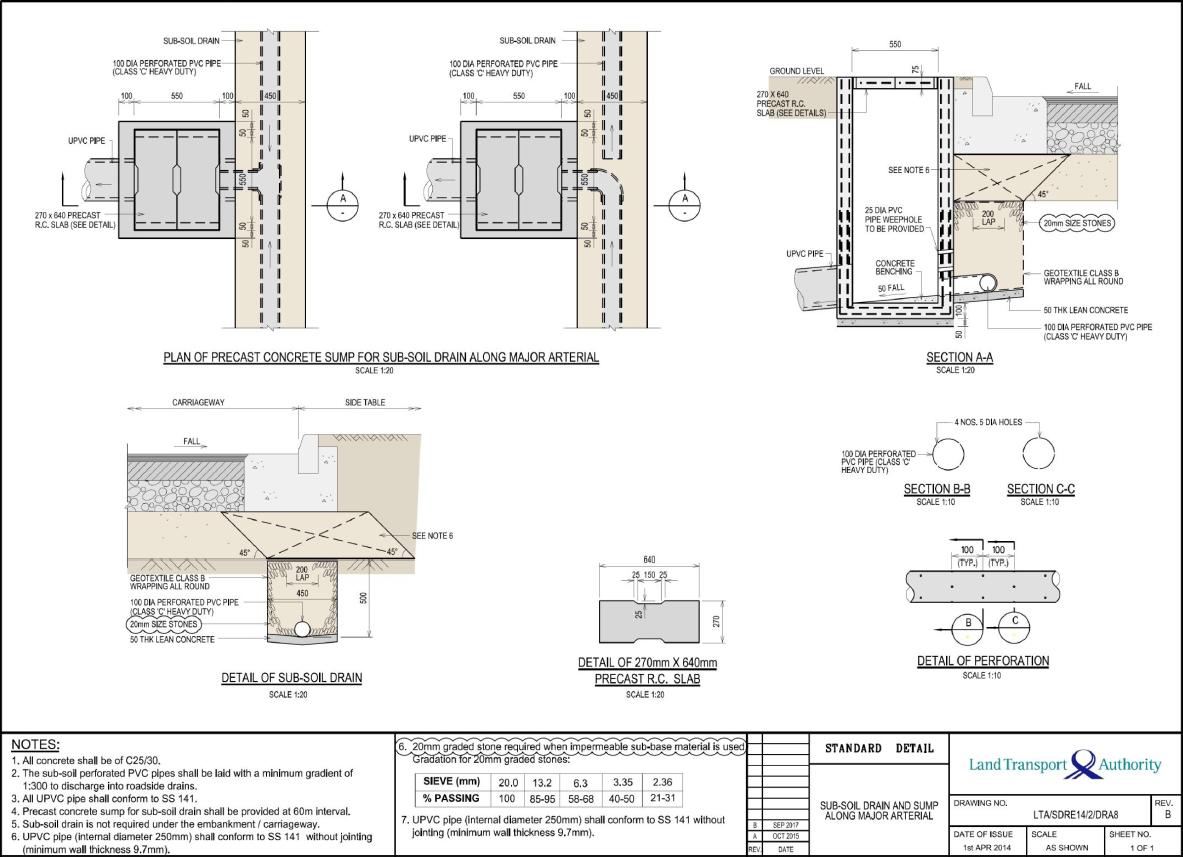 SUB-SOIL DRAIN
100 DIA PERFORATED PVC PIPE
(CLASS 'C' HEAVY DUTY)
100
550
100
450
50
50
UPVC PIPE
550
270 x 640 PRECAST
R.C. SLAB (SEE DETAIL)
50
50
A
-
SUB-SOIL DRAIN
100 DIA PERFORATED PVC PIPE
(CLASS 'C' HEAVY DUTY)
100
550
100
450
50
50
UPVC PIPE
550
270 x 640 PRECAST
R.C. SLAB (SEE DETAIL)
50
50
A
-
PLAN OF PRECAST CONCRETE SUMP FOR SUB-SOIL DRAIN ALONG MAJOR ARTERIAL
SCALE 1:20
550
75
GROUND LEVEL
FALL
270 X 640
PRECAST R.C.
SLAB (SEE DETAILS)
SEE NOTE 6
45°
25 DIA PVC
PIPE WEEPHOLE
TO BE PROVIDED
200
LAP
20mm SIZE STONES
UPVC PIPE
CONCRETE
BENCHING
50 FALL
GEOTEXTILE CLASS B
WRAPPING ALL ROUND
50 THK LEAN CONCRETE
100
50
100 DIA PERFORATED PVC PIPE
(CLASS 'C' HEAVY DUTY)
SECTION A-A
SCALE 1:20
CARRIAGEWAY
SIDE TABLE
FALL
SEE NOTE 6
45°
45°
GEOTEXTILE CLASS B
WRAPPING ALL ROUND
200
LAP
450
500
100 DIA PERFORATED PVC PIPE
(CLASS 'C' HEAVY DUTY)
20mm SIZE STONES
50 THK LEAN CONCRETE
DETAIL OF SUB-SOIL DRAIN
SCALE 1:20
640
25 150 25
25
270
DETAIL OF 270mm X 640mm
PRECAST R.C. SLAB
SCALE 1:20
4 NOS. 5 DIA HOLES
100 DIA PERFORATED
PVC PIPE (CLASS 'C'
HEAVY DUTY)
SECTION B-B
SCALE 1:10
SECTION C-C
SCALE 1:10
100
(TYP.)
100
(TYP.)
B
C
DETAIL OF PERFORATION
SCALE 1:10
NOTES:
1. All concrete shall be of C25/30.
2. The sub-soil perforated PVC pipes shall be laid with a minimum gradient of
1:300 to discharge into roadside drains.
3. All UPVC pipe shall conform to SS 141.
4. Precast concrete sump for sub-soil drain shall be provided at 60m interval.
5. Sub-soil drain is not required under the embankment / carriageway.
6. UPVC pipe (internal diameter 250mm) shall conform to SS 141 without jointing
(minimum wall thickness 9.7mm).
6. 20mm graded stone required when impermeable sub-base material is used
Gradation for 20mm graded stones:
SIEVE (mm) 20.0 13.2 6.3 3.35 2.36
% PASSING 100 85-95 58-68 40-50 21-31
7. UPVC pipe (internal diameter 250mm) shall conform to SS 141 without
jointing (minimum wall thickness 9.7mm).
B SEP 2017
A OCT 2015
REV. DATE
STANDARD DETAIL
SUB-SOIL DRAIN AND SUMP
ALONG MAJOR ARTERIAL
Land Transport Authority
DRAWING NO.
LTA/SDRE14/2/DRA8
REV.
B
DATE OF ISSUE
1st APR 2014
SCALE
AS SHOWN
SHEET NO.
1 OF 1